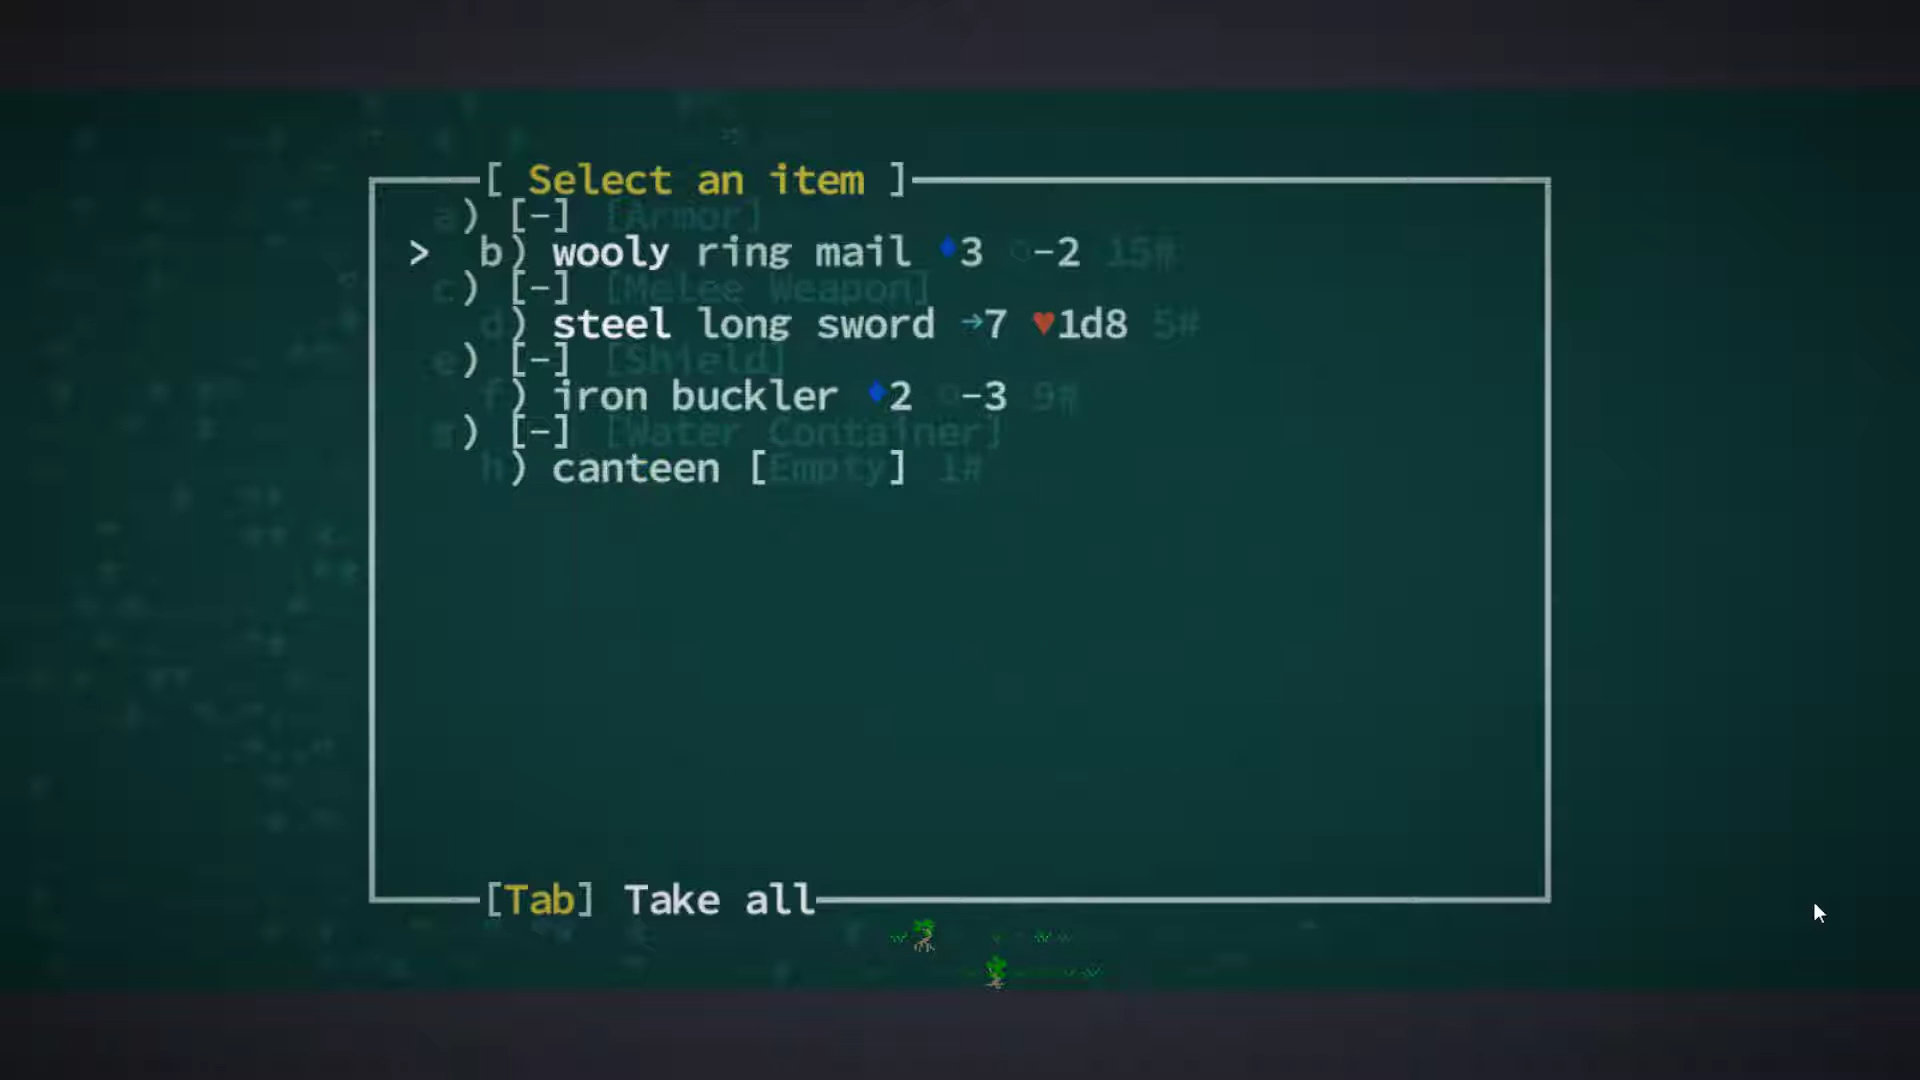 [ Select an item ]
a) [-] [Armor]
> b) wooly ring mail ♦3 ○-2 15#
c) [-] [Melee Weapon]
d) steel long sword →7 ♥1d8 5#
e) [-] [Shield]
f) iron buckler ♦2 ○-3 9#
g) [-] [Water Container]
h) canteen [Empty] 1#
[Tab] Take all